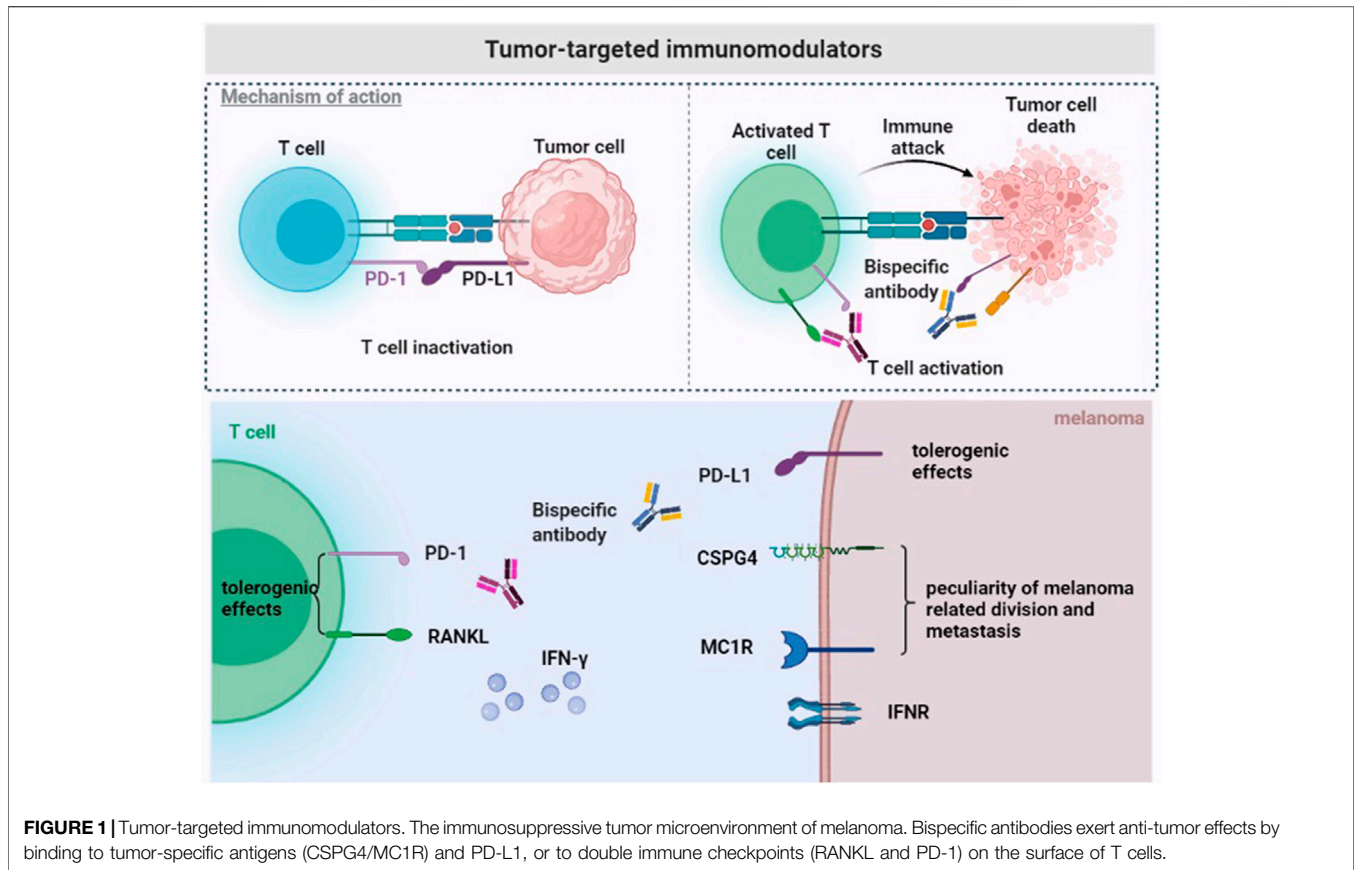 Tumor-targeted immunomodulators
Mechanism of action
T cell
Tumor cell
PD-1
PD-L1
T cell inactivation
Activated T
cell
Immune
attack
Tumor cell
death
Bispecific
antibody
T cell activation
T cell
melanoma
tolerogenic
effects
PD-1
RANKL
Bispecific
antibody
IFN-γ
PD-L1
tolerogenic
effects
CSPG4
MC1R
peculiarity of melanoma
related division and
metastasis
IFNR
FIGURE 1 | Tumor-targeted immunomodulators. The immunosuppressive tumor microenvironment of melanoma. Bispecific antibodies exert anti-tumor effects by
binding to tumor-specific antigens (CSPG4/MC1R) and PD-L1, or to double immune checkpoints (RANKL and PD-1) on the surface of T cells.